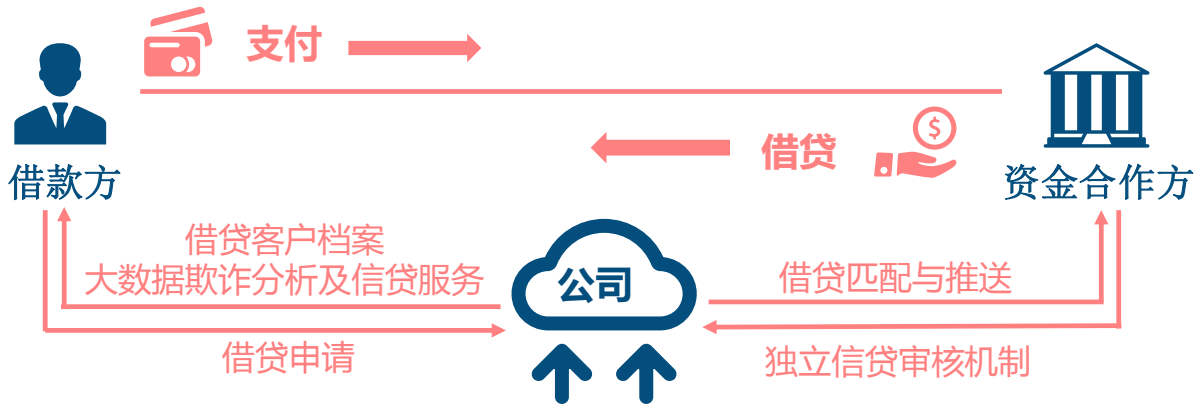 支付
借贷
借款方
资金合作方
借贷客户档案
大数据欺诈分析及信贷服务
公司
借贷匹配与推送
借贷申请
独立信贷审核机制